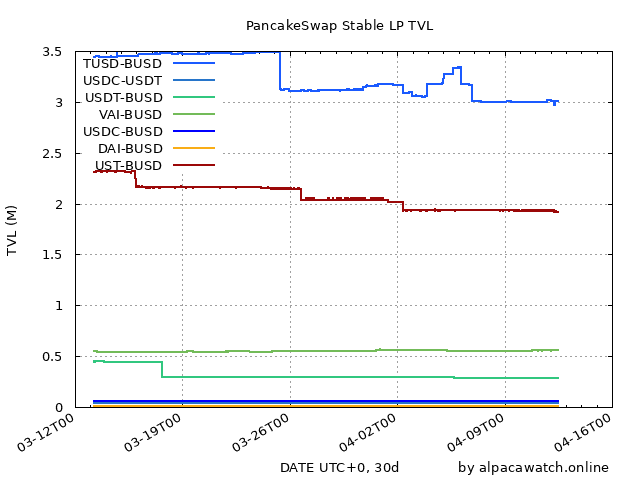 PancakeSwap Stable LP TVL
3.5
3
2.5
2
1.5
1
0.5
0
TVL (M)
TUSD-BUSD
USDC-USDT
USDT-BUSD
VAI-BUSD
USDC-BUSD
DAI-BUSD
UST-BUSD
03-12T00
03-19T00
03-26T00
04-02T00
04-09T00
04-16T00
DATE UTC+0, 30d
by alpacawatch.online